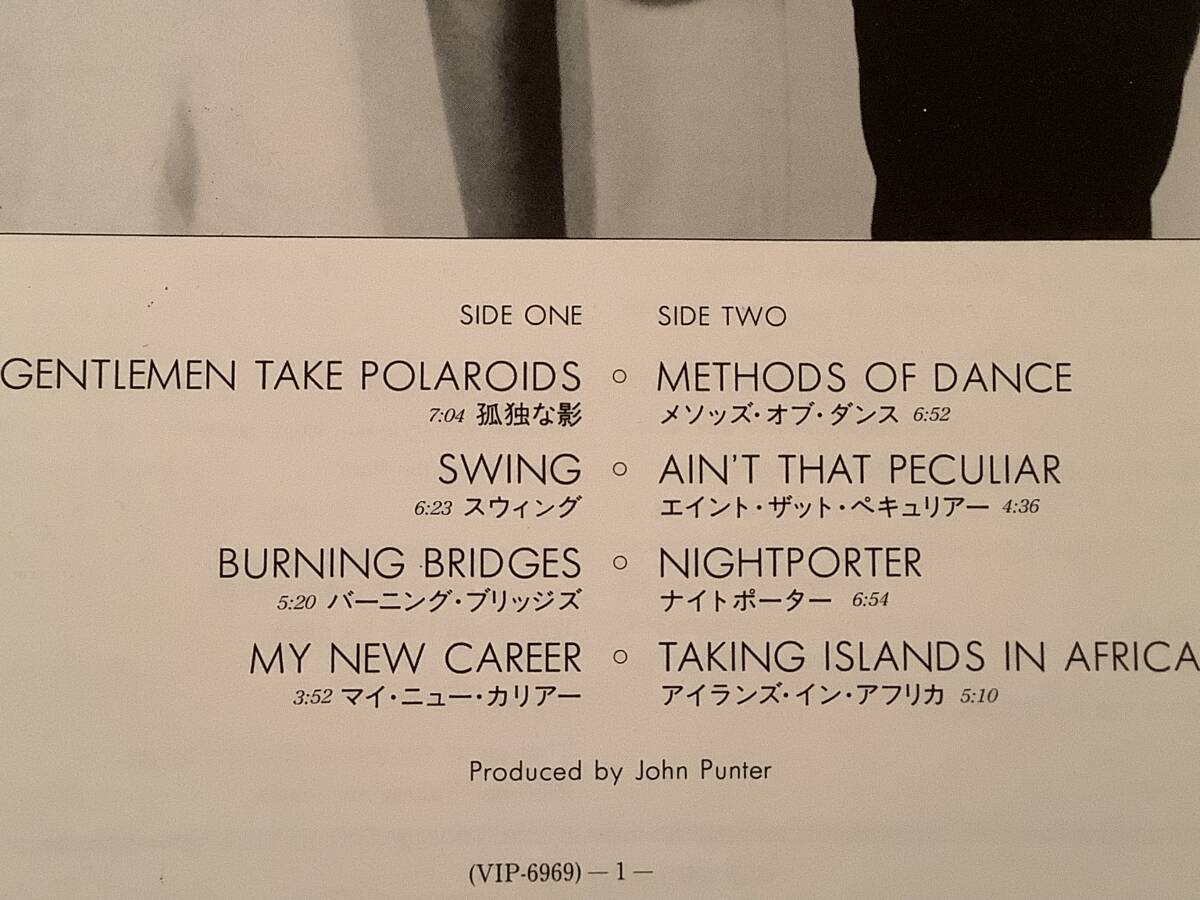 SIDE ONE
GENTLEMEN TAKE POLAROIDS
7:04 孤独な影
SWING
6:23 スウィング
BURNING BRIDGES
5:20 バーニング・ブリッジズ
MY NEW CAREER
3:52 マイ・ニュー・カリアー
SIDE TWO
METHODS OF DANCE
メソッズ・オブ・ダンス 6:52
AIN'T THAT PECULIAR
エイント・ザット・ペキュリアー 4:36
NIGHTPORTER
ナイトポーター 6:54
TAKING ISLANDS IN AFRICA
アイランズ・イン・アフリカ 5:10
Produced by John Punter
(VIP-6969) — 1 —